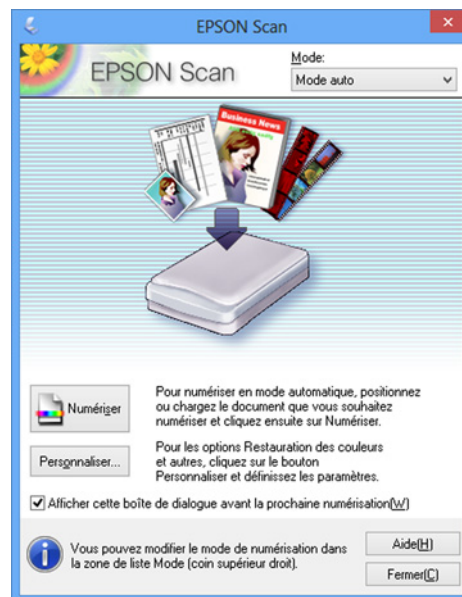 EPSON Scan
EPSON Scan
Mode:
Mode auto
Business News
Numériser
Pour numériser en mode automatique, positionnez
ou chargez le document que vous souhaitez
numériser et cliquez ensuite sur Numériser.
Personnaliser...
Pour les options Restauration des couleurs
et autres, cliquez sur le bouton
Personnaliser et définissez les paramètres.
Afficher cette boîte de dialogue avant la prochaine numérisation(W)
Vous pouvez modifier le mode de numérisation dans
la zone de liste Mode (coin supérieur droit).
Aide(H)
Fermer(C)